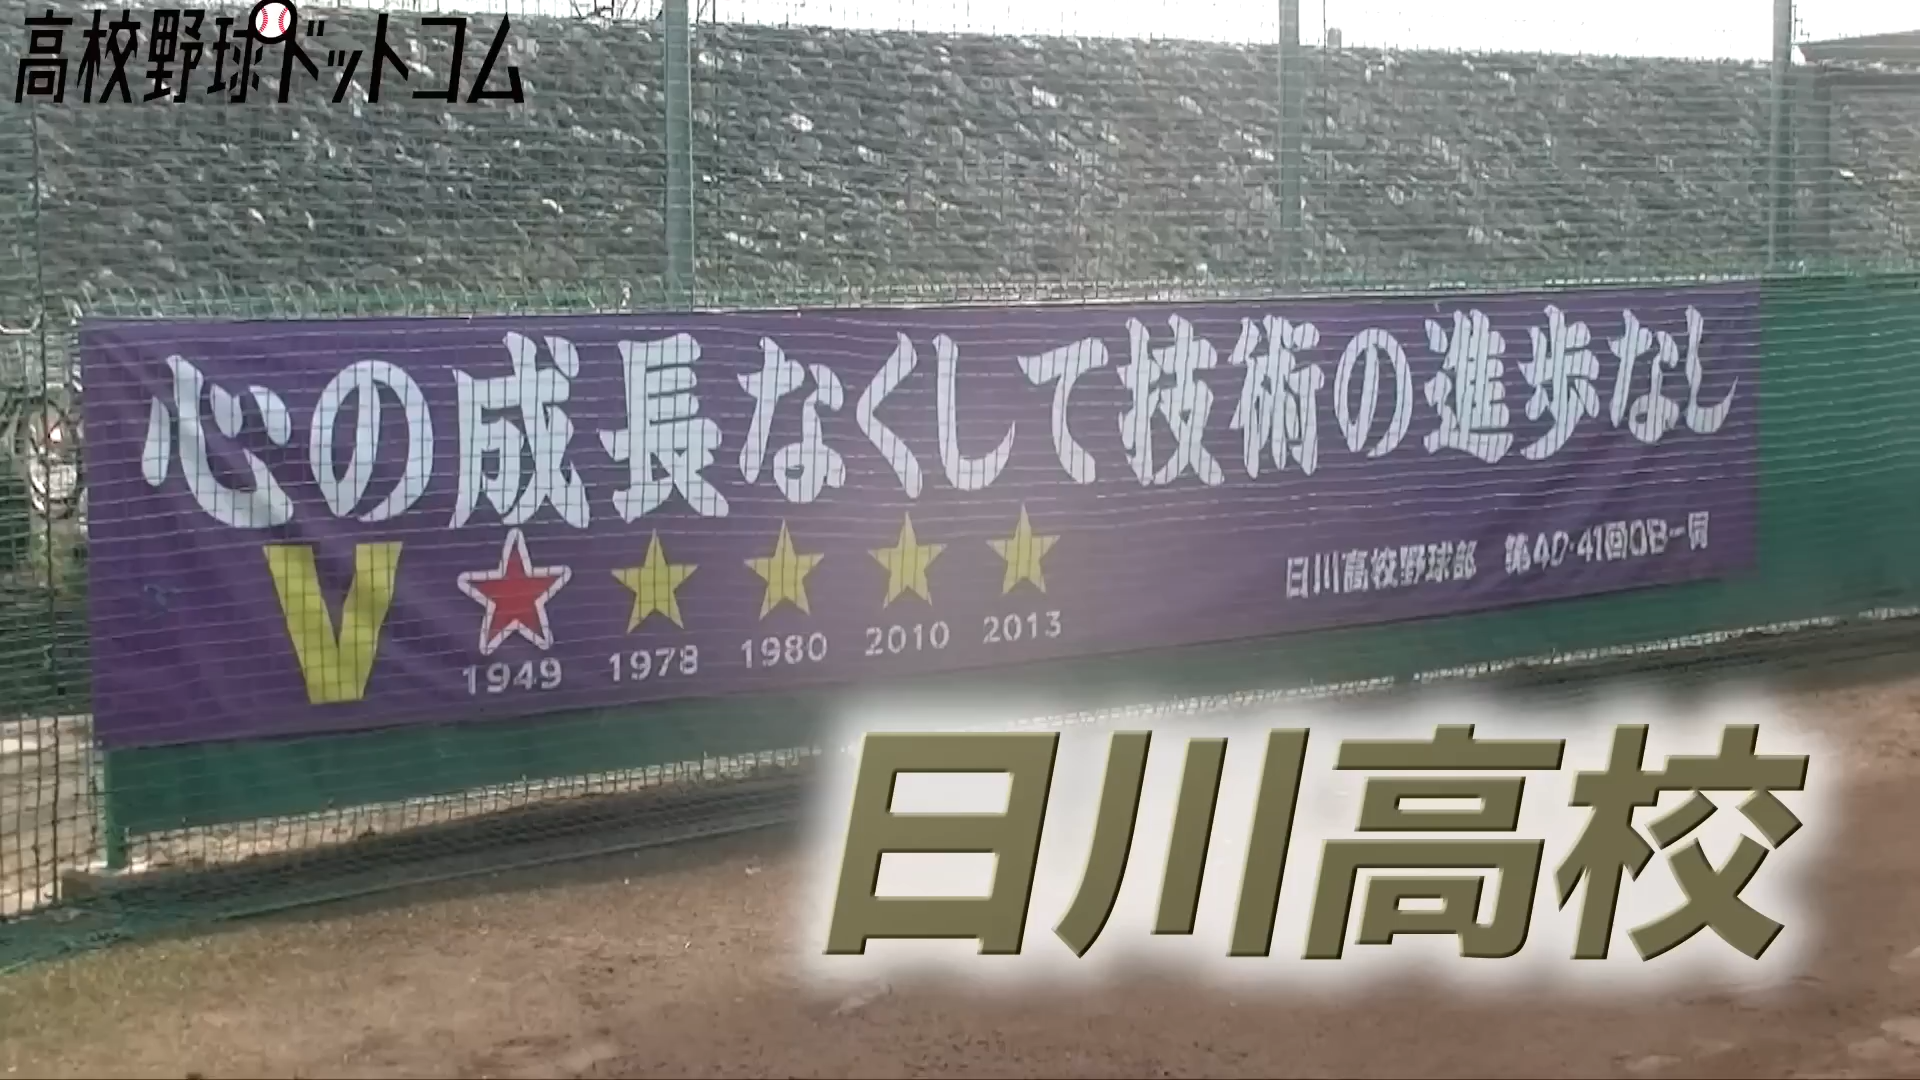 高校野球ドットコム
心の成長なくして技術の進歩なし
V
1949 1978 1980 2010 2013
日川高校野球部 第40・41回OB一同
日川高校